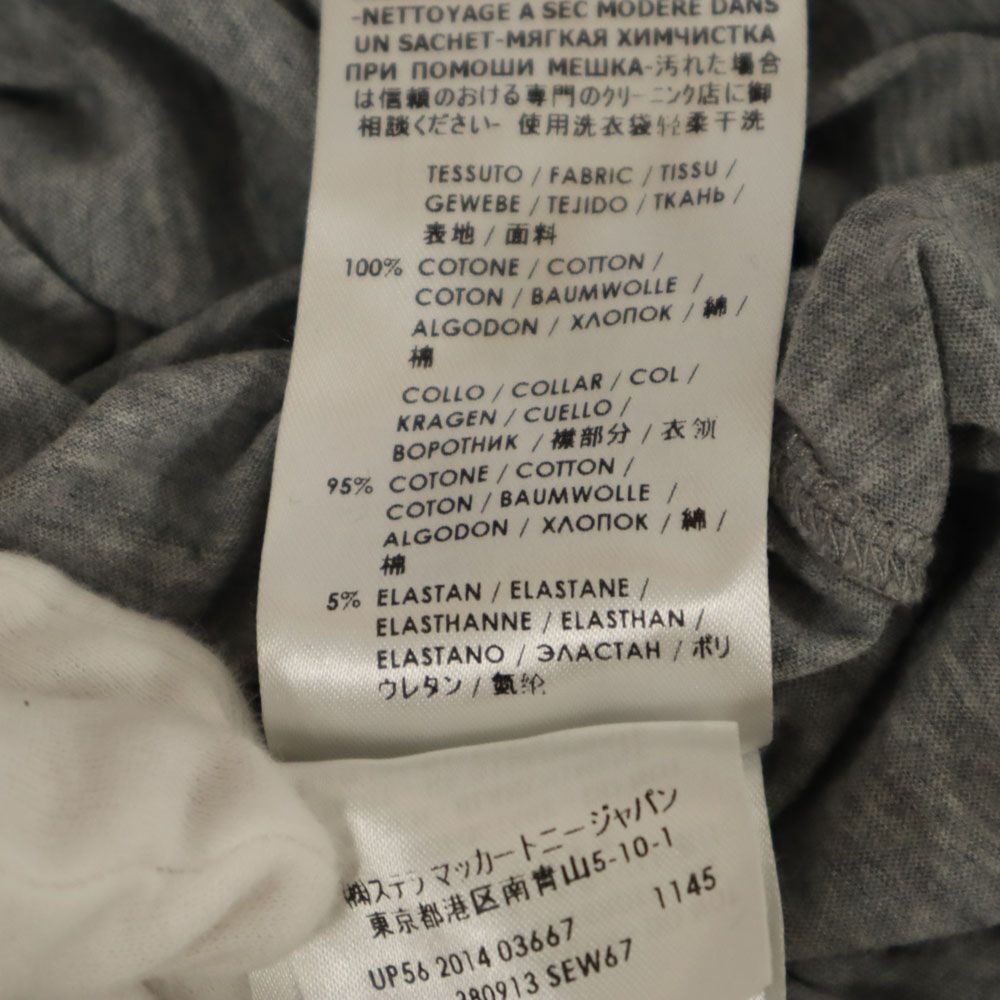 -NETTOYAGE A SEC MODERE DANS
UN SACHET-МЯГКАЯ ХИМЧИСТКА
ПРИ ПОМОШИ МЕШКА-汚れた場合
は信頼のおける専門のクリーニング店に御
相談ください- 使用洗衣袋轻柔干洗
TESSUTO / FABRIC / TISSU /
GEWEBE / TEJIDO / ТКАНЬ /
表地 / 面料
100% COTONE / COTTON /
COTON / BAUMWOLLE /
ALGODON / ХЛОПОК / 綿 /
棉
COLLO / COLLAR / COL /
KRAGEN / CUELLO /
ВОРОТНИК / 襟部分 / 衣领
95% COTONE / COTTON /
COTON / BAUMWOLLE /
ALGODON / ХЛОПОК / 綿 /
棉
5% ELASTAN / ELASTANE /
ELASTHANNE / ELASTHAN /
ELASTANO / ЭЛАСТАН / ポリ
ウレタン / 氨纶
㈱ステラマッカートニージャパン
東京都港区南青山5-10-1
1145
UP56 2014 03667
280913 SEW67